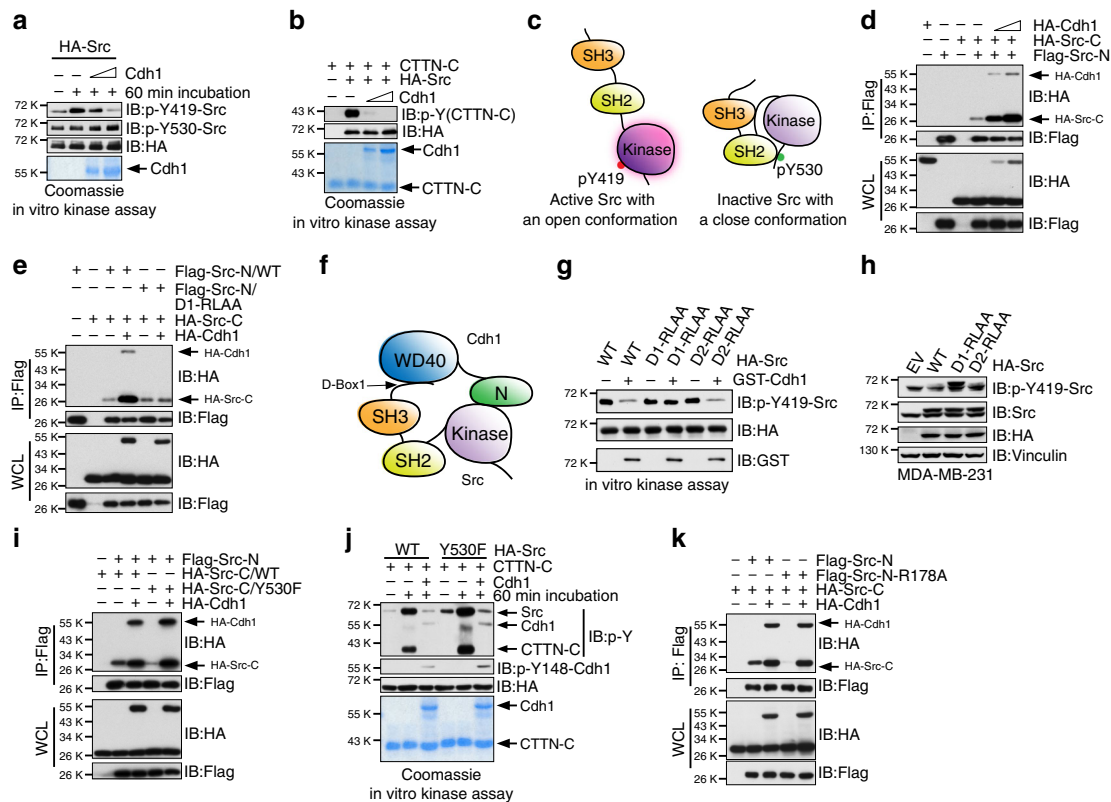 a
HA-Src
– – Cdh1
– + + + 60 min incubation
72 K IB:p-Y419-Src
72 K IB:p-Y530-Src
72 K IB:HA
55 K Cdh1
Coomassie
in vitro kinase assay
b
+ + + + CTTN-C
– + + + HA-Src
– – Cdh1
IB:p-Y(CTTN-C)
72 K IB:HA
55 K Cdh1
43 K CTTN-C
Coomassie
in vitro kinase assay
c
SH3
SH2
Kinase
pY419
Active Src with
an open conformation
SH3
SH2
Kinase
pY530
Inactive Src with
a close conformation
d
+ – – – HA-Cdh1
– – + + + + HA-Src-C
– + – + + + Flag-Src-N
IP:Flag
55 K HA-Cdh1
43 K
34 K IB:HA
26 K HA-Src-C
26 K IB:Flag
WCL
55 K
43 K
34 K IB:HA
26 K
26 K IB:Flag
e
+ – + + – – Flag-Src-N/WT
– – – – + + Flag-Src-N/
D1-RLAA
– + + + + + HA-Src-C
– – – + – + HA-Cdh1
IP:Flag
55 K HA-Cdh1
43 K
34 K IB:HA
26 K HA-Src-C
26 K IB:Flag
WCL
55 K
43 K
34 K IB:HA
26 K
26 K IB:Flag
f
WD40
Cdh1
D-Box1
N
SH3
Kinase
SH2
Src
g
WT WT D1-RLAA D1-RLAA D2-RLAA D2-RLAA HA-Src
– + – + – + GST-Cdh1
72 K IB:p-Y419-Src
72 K IB:HA
72 K IB:GST
in vitro kinase assay
h
EV WT D1-RLAA D2-RLAA HA-Src
72 K IB:p-Y419-Src
55 K IB:Src
72 K IB:HA
130 K IB:Vinculin
MDA-MB-231
i
– + + + + Flag-Src-N
+ + + – – HA-Src-C/WT
– – – + + HA-Src-C/Y530F
– – + – + HA-Cdh1
IP:Flag
55 K HA-Cdh1
43 K
34 K IB:HA
26 K HA-Src-C
26 K IB:Flag
WCL
55 K
43 K
34 K IB:HA
26 K
26 K IB:Flag
j
WT Y530F HA-Src
+ + + + + + CTTN-C
– – + – – + Cdh1
– + + – + + 60 min incubation
72 K Src
55 K Cdh1
IB:p-Y
43 K CTTN-C
55 K IB:p-Y148-Cdh1
72 K IB:HA
72 K Cdh1
55 K
43 K CTTN-C
Coomassie
in vitro kinase assay
k
– + + – – Flag-Src-N
– – – + + Flag-Src-N-R178A
+ + + + + HA-Src-C
– – + – + HA-Cdh1
IP: Flag
55 K HA-Cdh1
43 K
34 K IB:HA
26 K HA-Src-C
26 K IB:Flag
WCL
55 K
43 K
34 K IB:HA
26 K
26 K IB:Flag